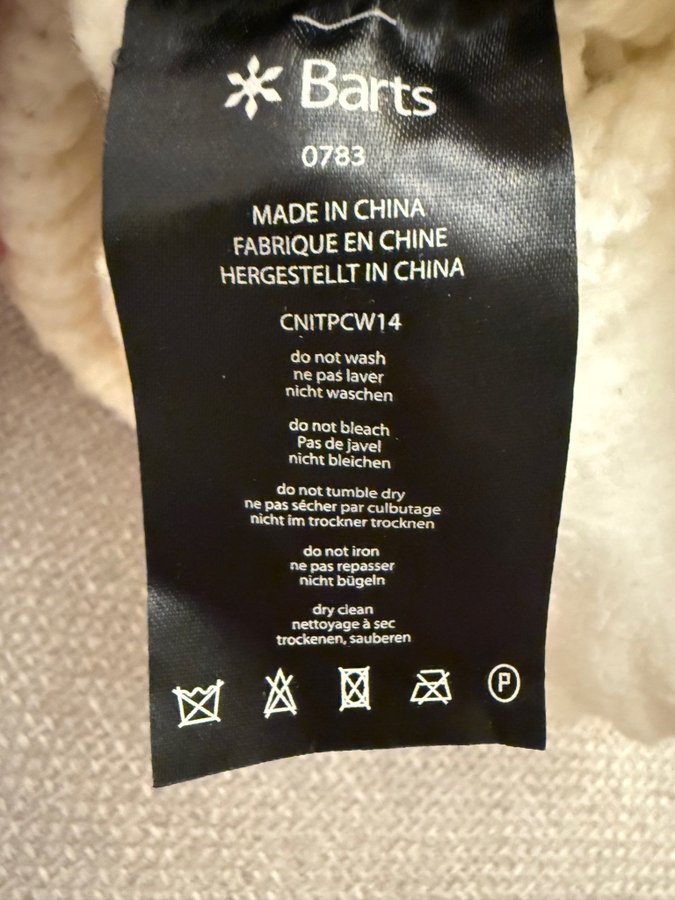 Barts
0783
MADE IN CHINA
FABRIQUE EN CHINE
HERGESTELLT IN CHINA
CNITPCW14
do not wash
ne pas laver
nicht waschen
do not bleach
Pas de javel
nicht bleichen
do not tumble dry
ne pas sécher par culbutage
nicht im trockner trocknen
do not iron
ne pas repasser
nicht bügeln
dry clean
nettoyage à sec
trockenen, sauberen
P